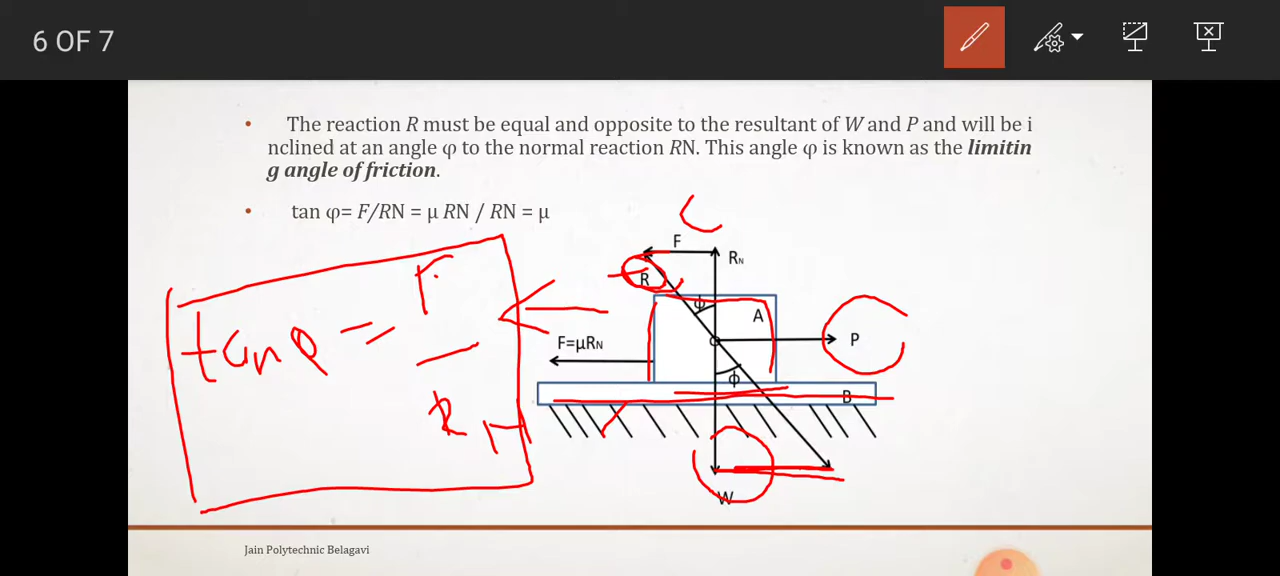 6 OF 7
• The reaction R must be equal and opposite to the resultant of W and P and will be i
nclined at an angle φ to the normal reaction RN. This angle φ is known as the limitin
g angle of friction.
• tan φ= F/RN = μ RN / RN = μ
F
RN
R
ϕ
A
tan φ = F
R N
F=μRN
P
ϕ
B
W
Jain Polytechnic Belagavi